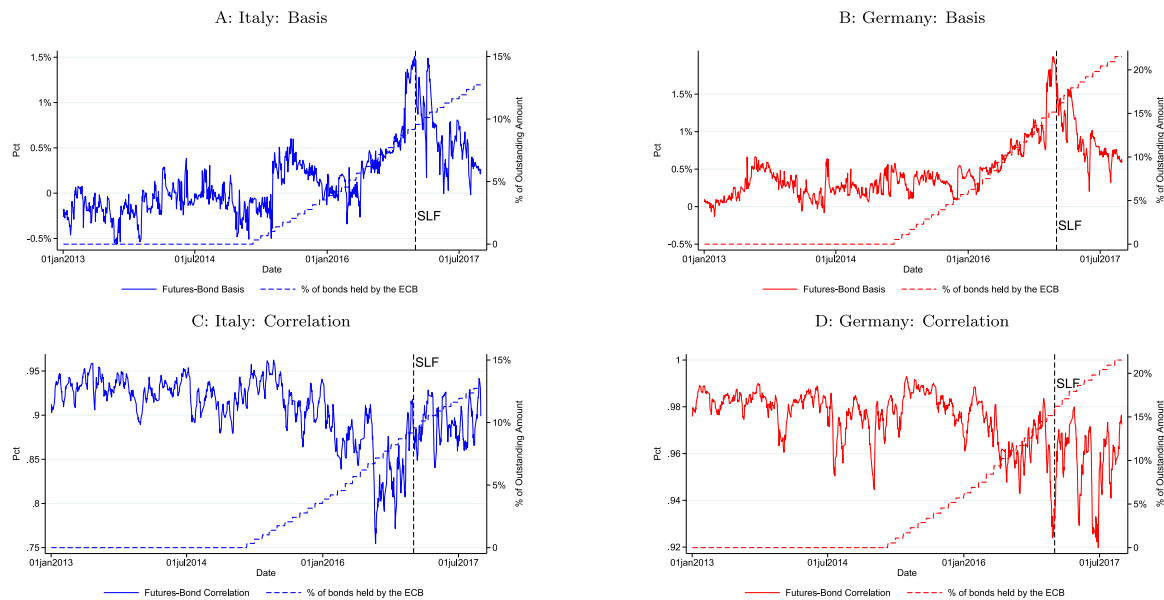 A: Italy: Basis
1.5%
1%
0.5%
0
-0.5%
Pct
15%
10%
5%
0
% of Outstanding Amount
SLF
01jan2013
01jul2014
01jan2016
01jul2017
Date
Futures-Bond Basis
% of bonds held by the ECB
B: Germany: Basis
1.5%
1%
0.5%
0
-0.5%
Pct
20%
15%
10%
5%
0
% of Outstanding Amount
SLF
01jan2013
01jul2014
01jan2016
01jul2017
Date
Futures-Bond Basis
% of bonds held by the ECB
C: Italy: Correlation
.95
.9
.85
.8
.75
Pct
15%
10%
5%
0
% of Outstanding Amount
SLF
01jan2013
01jul2014
01jan2016
01jul2017
Date
Futures-Bond Correlation
% of bonds held by the ECB
D: Germany: Correlation
1
.98
.96
.94
.92
Pct
20%
15%
10%
5%
0
% of Outstanding Amount
SLF
01jan2013
01jul2014
01jan2016
01jul2017
Date
Futures-Bond Correlation
% of bonds held by the ECB